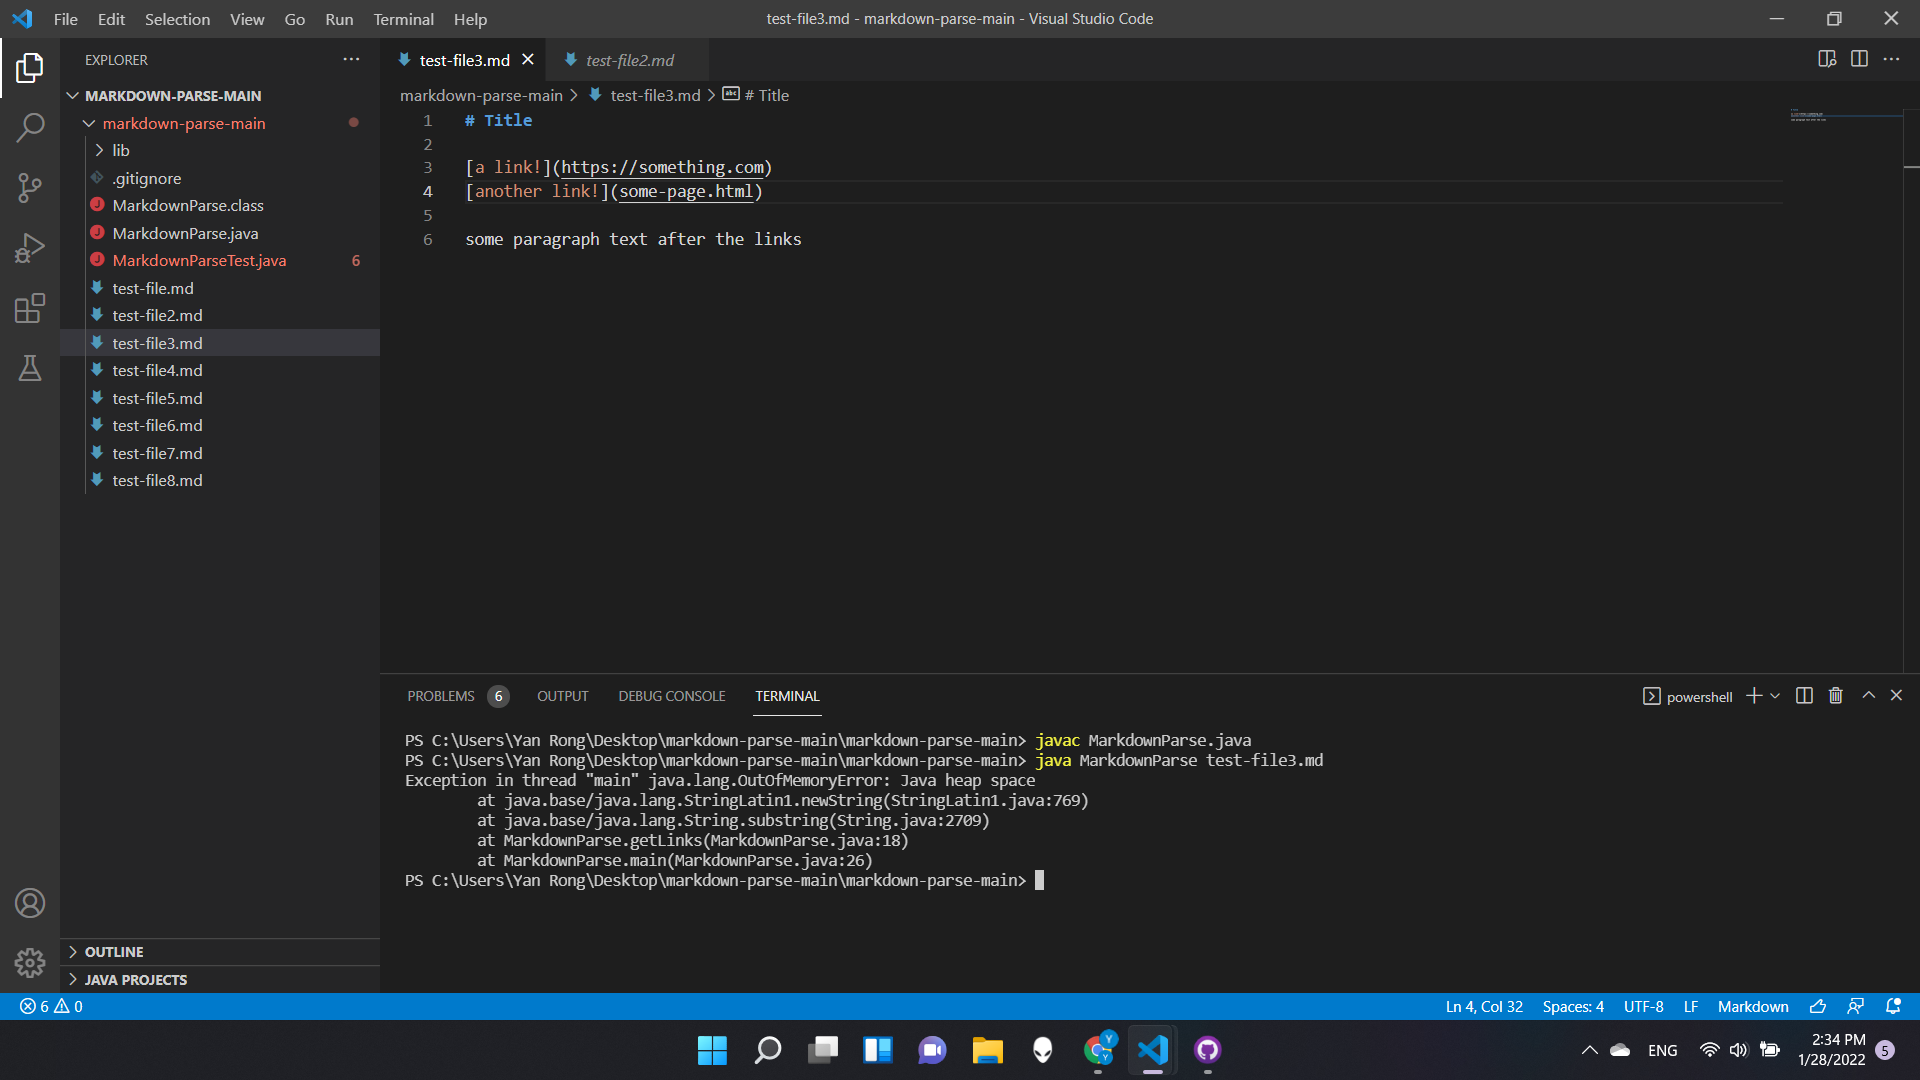 File Edit Selection View Go Run Terminal Help
test-file3.md - markdown-parse-main - Visual Studio Code
EXPLORER
MARKDOWN-PARSE-MAIN
markdown-parse-main
lib
.gitignore
MarkdownParse.class
MarkdownParse.java
MarkdownParseTest.java 6
test-file.md
test-file2.md
test-file3.md
test-file4.md
test-file5.md
test-file6.md
test-file7.md
test-file8.md
OUTLINE
JAVA PROJECTS
test-file3.md test-file2.md
markdown-parse-main > test-file3.md > # Title
1 # Title
2
3 [a link!](https://something.com)
4 [another link!](some-page.html)
5
6 some paragraph text after the links
PROBLEMS 6 OUTPUT DEBUG CONSOLE TERMINAL
powershell
PS C:\Users\Yan Rong\Desktop\markdown-parse-main\markdown-parse-main> javac MarkdownParse.java
PS C:\Users\Yan Rong\Desktop\markdown-parse-main\markdown-parse-main> java MarkdownParse test-file3.md
Exception in thread "main" java.lang.OutOfMemoryError: Java heap space
at java.base/java.lang.StringLatin1.newString(StringLatin1.java:769)
at java.base/java.lang.String.substring(String.java:2709)
at MarkdownParse.getLinks(MarkdownParse.java:18)
at MarkdownParse.main(MarkdownParse.java:26)
PS C:\Users\Yan Rong\Desktop\markdown-parse-main\markdown-parse-main>
6 0
Ln 4, Col 32 Spaces: 4 UTF-8 LF Markdown
ENG
2:34 PM
1/28/2022
5